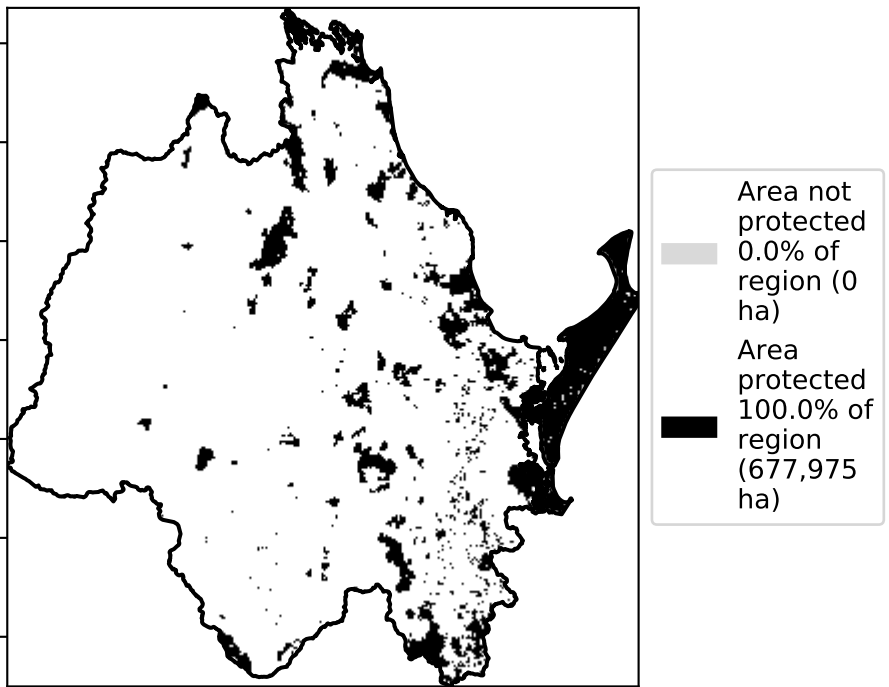 Area not
protected
0.0% of
region (0
ha)
Area
protected
100.0% of
region
(677,975
ha)